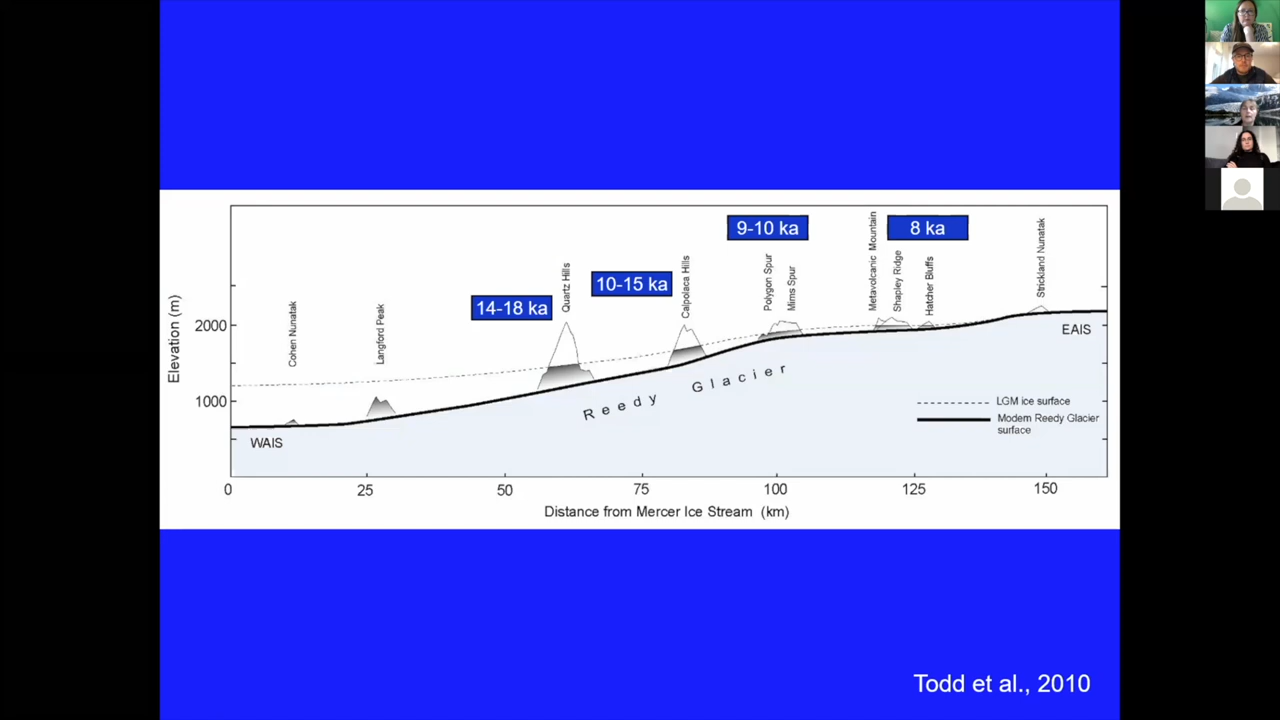 9-10 ka
8 ka
10-15 ka
14-18 ka
Cohen Nunatak
Langford Peak
Quartz Hills
Calpolaca Hills
Polygon Spur
Mims Spur
Metavolcanic Mountain
Shapley Ridge
Hatcher Bluffs
Strickland Nunatak
Elevation (m)
2000
1000
EAIS
WAIS
Reedy Glacier
LGM ice surface
Modern Reedy Glacier
surface
0 25 50 75 100 125 150
Distance from Mercer Ice Stream (km)
Todd et al., 2010